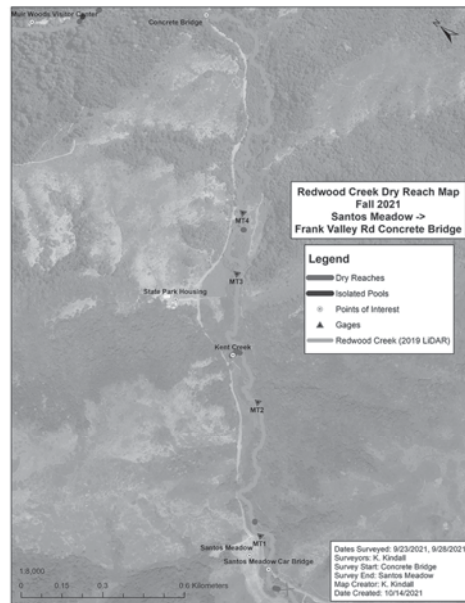 Muir Woods Visitor Center
Concrete Bridge
N
Redwood Creek Dry Reach Map
Fall 2021
Santos Meadow ->
Frank Valley Rd Concrete Bridge
MT4
Legend
Dry Reaches
Isolated Pools
Points of Interest
Gages
Redwood Creek (2019 LiDAR)
MT3
State Park Housing
Kent Creek
MT2
MT1
Santos Meadow
Santos Meadow Car Bridge
1:8,000
0 0.15 0.3 0.6 Kilometers
Dates Surveyed: 9/23/2021, 9/28/2021
Surveyors: K. Kindall
Survey Start: Concrete Bridge
Survey End: Santos Meadow
Map Creator: K. Kindall
Date Created: 10/14/2021